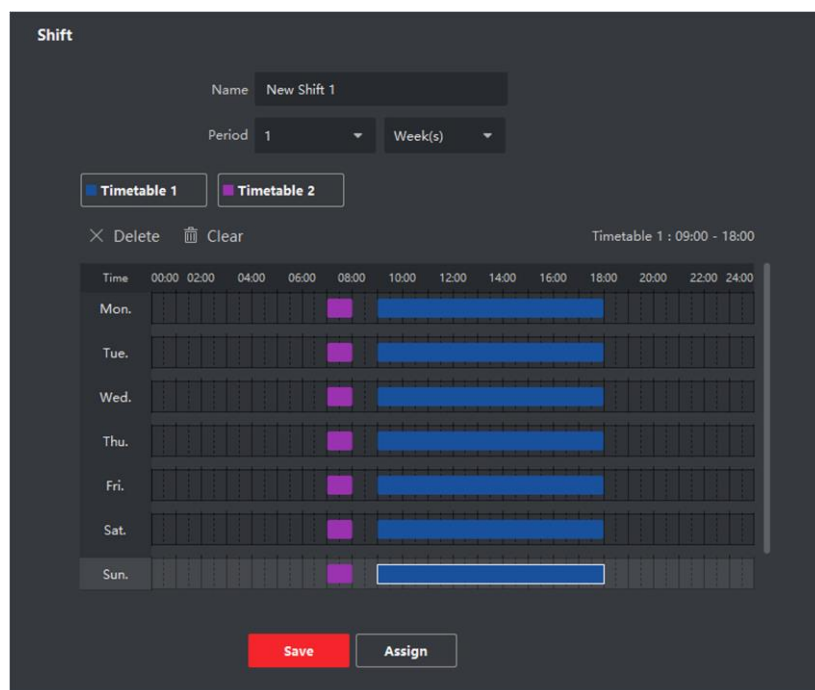 Shift
Name New Shift 1
Period 1 Week(s)
Timetable 1 Timetable 2
Delete Clear Timetable 1 : 09:00 - 18:00
Time 00:00 02:00 04:00 06:00 08:00 10:00 12:00 14:00 16:00 18:00 20:00 22:00 24:00
Mon.
Tue.
Wed.
Thu.
Fri.
Sat.
Sun.
Save Assign